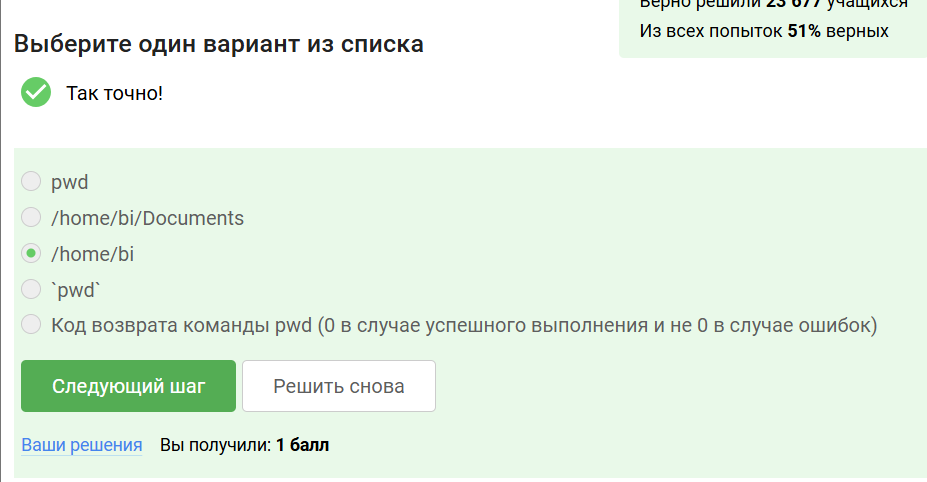 Верно решили 23 677 учащихся
Из всех попыток 51% верных
Выберите один вариант из списка
Так точно!
pwd
/home/bi/Documents
/home/bi
`pwd`
Код возврата команды pwd (0 в случае успешного выполнения и не 0 в случае ошибок)
Следующий шаг
Решить снова
Ваши решения Вы получили: 1 балл